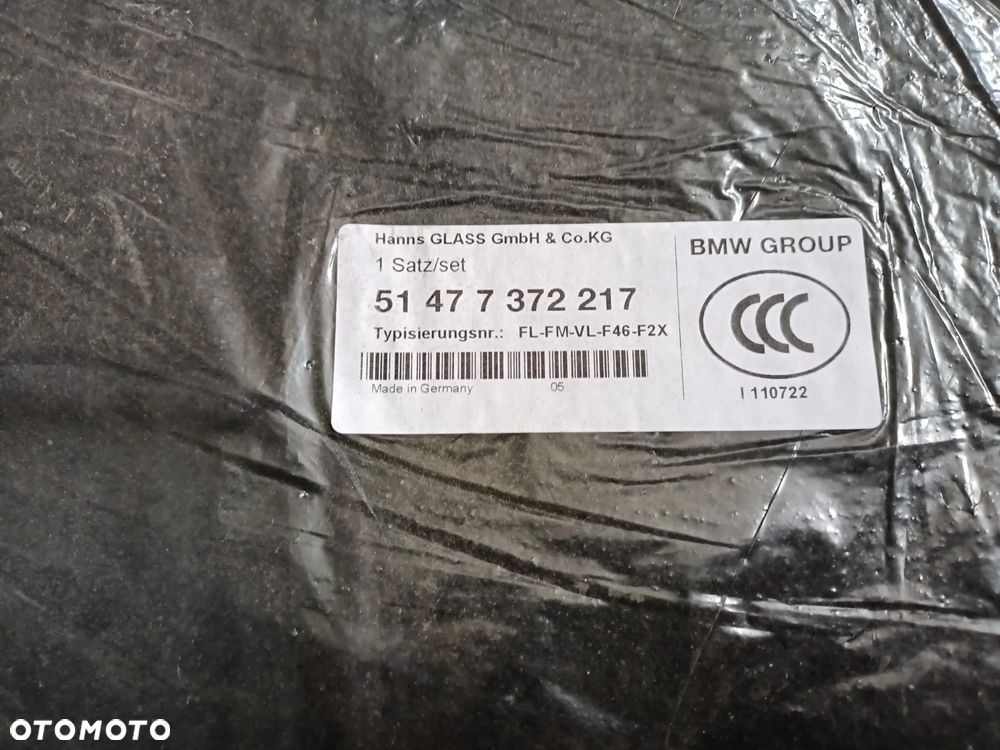 Hanns GLASS GmbH & Co.KG
1 Satz/set
51 47 7 372 217
Typisierungsnr.: FL-FM-VL-F46-F2X
Made in Germany 05
BMW GROUP
CCC
I 110722
OTOMOTO